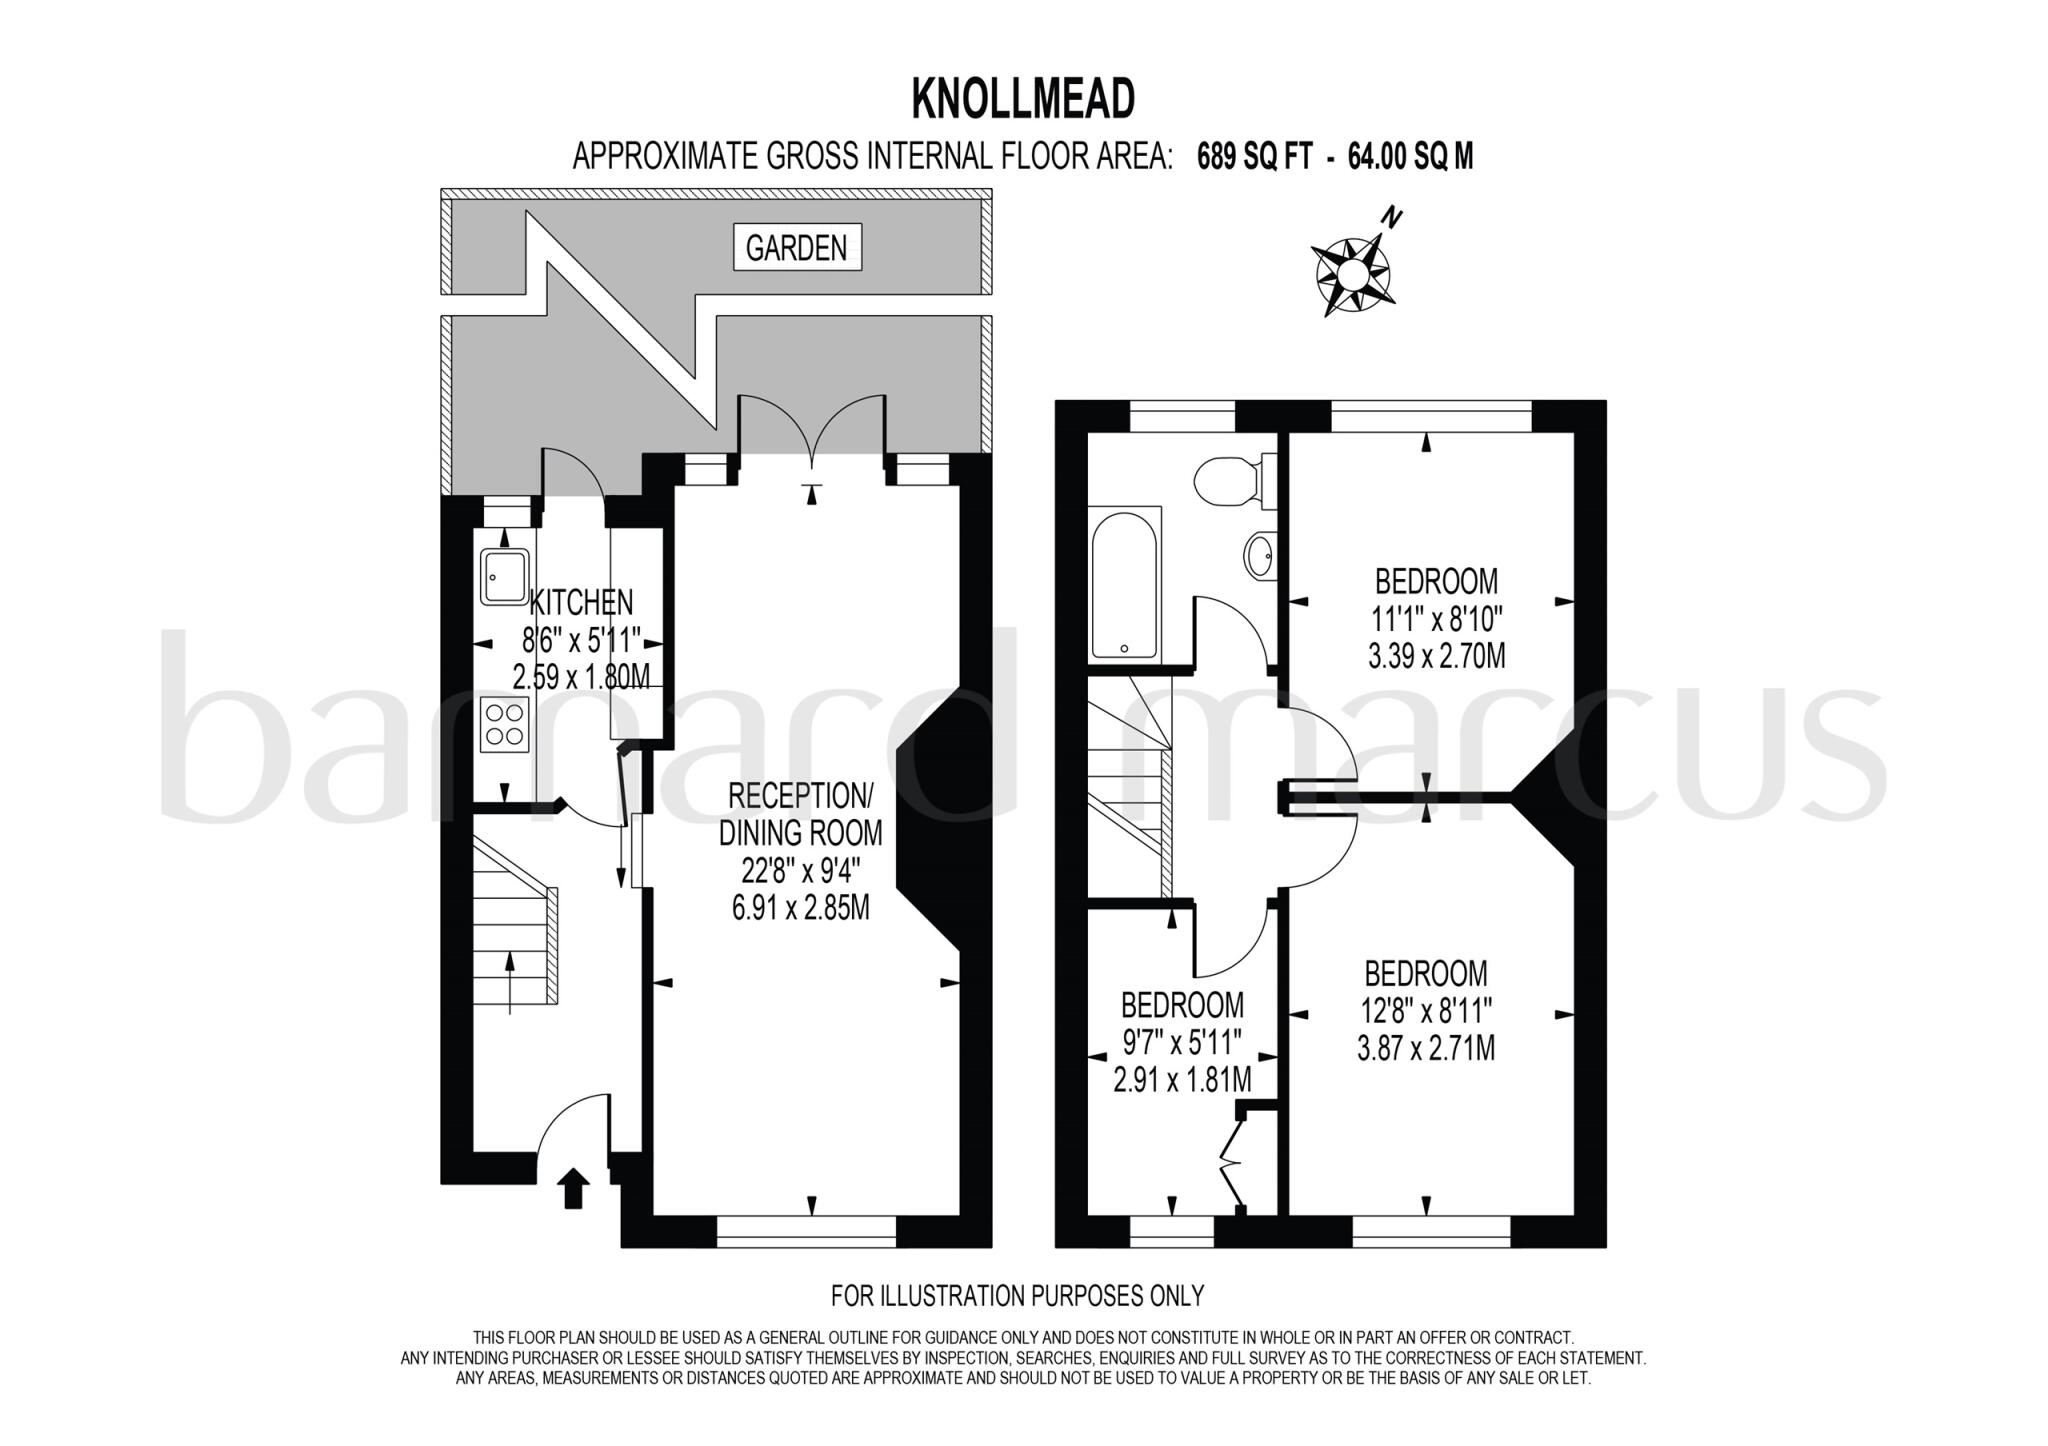 KNOLLMEAD
APPROXIMATE GROSS INTERNAL FLOOR AREA: 689 SQ FT - 64.00 SQ M
N
GARDEN
KITCHEN
8'6" x 5'11"
2.59 x 1.80M
RECEPTION/
DINING ROOM
22'8" x 9'4"
6.91 x 2.85M
BEDROOM
11'1" x 8'10"
3.39 x 2.70M
BEDROOM
12'8" x 8'11"
3.87 x 2.71M
BEDROOM
9'7" x 5'11"
2.91 x 1.81M
barnard marcus
FOR ILLUSTRATION PURPOSES ONLY
THIS FLOOR PLAN SHOULD BE USED AS A GENERAL OUTLINE FOR GUIDANCE ONLY AND DOES NOT CONSTITUTE IN WHOLE OR IN PART AN OFFER OR CONTRACT.
ANY INTENDING PURCHASER OR LESSEE SHOULD SATISFY THEMSELVES BY INSPECTION, SEARCHES, ENQUIRIES AND FULL SURVEY AS TO THE CORRECTNESS OF EACH STATEMENT.
ANY AREAS, MEASUREMENTS OR DISTANCES QUOTED ARE APPROXIMATE AND SHOULD NOT BE USED TO VALUE A PROPERTY OR BE THE BASIS OF ANY SALE OR LET.